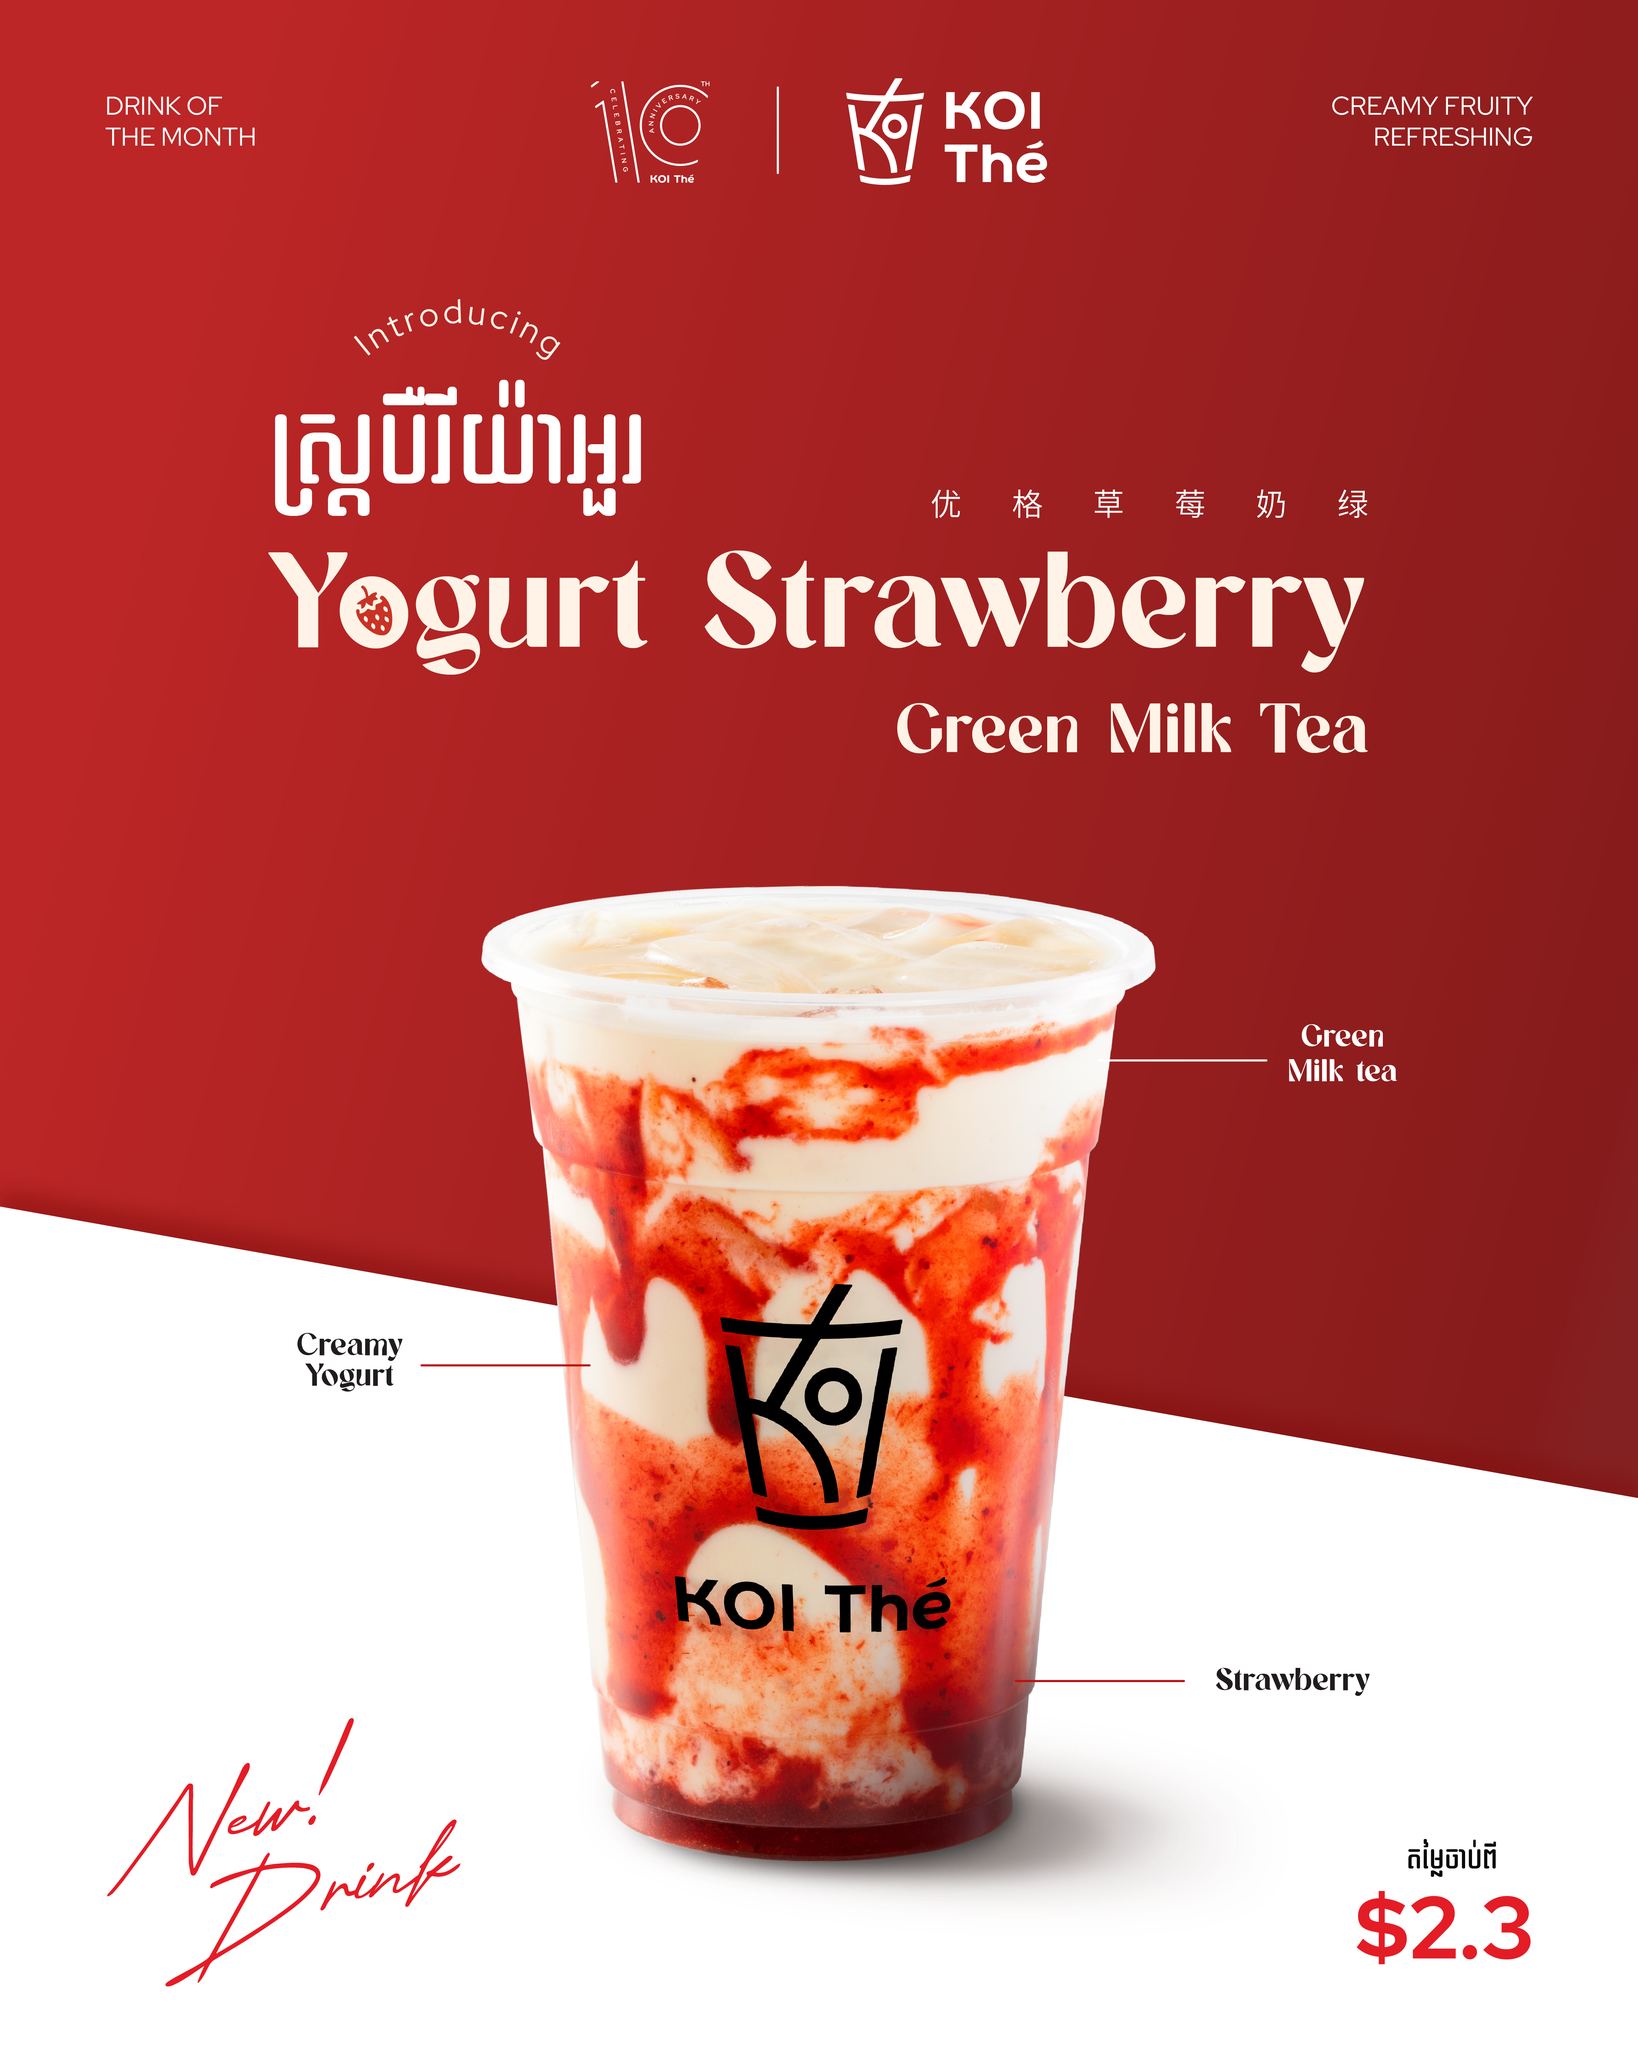 DRINK OF
THE MONTH
CELEBRATING
10TH
ANNIVERSARY
KOI Thé
KOI
Thé
CREAMY FRUITY
REFRESHING
Introducing
ស្ត្របឺរីយ៉ាអួរ
优格草莓奶绿
Yogurt Strawberry
Green Milk Tea
Green
Milk tea
Creamy
Yogurt
KOI
KOI Thé
Strawberry
New!
Drink
តម្លៃចាប់ពី
$2.3